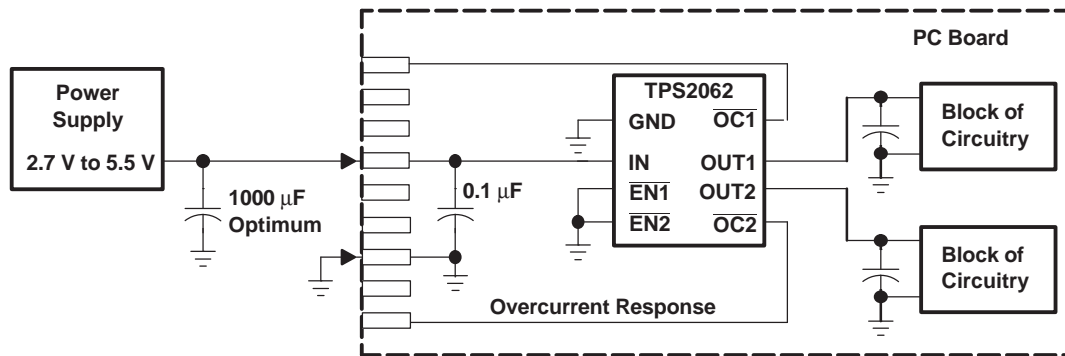 PC Board
Power
Supply
2.7 V to 5.5 V
1000 μF
Optimum
0.1 μF
TPS2062
GND
IN
EN1
EN2
OC1
OUT1
OUT2
OC2
Overcurrent Response
Block of
Circuitry
Block of
Circuitry